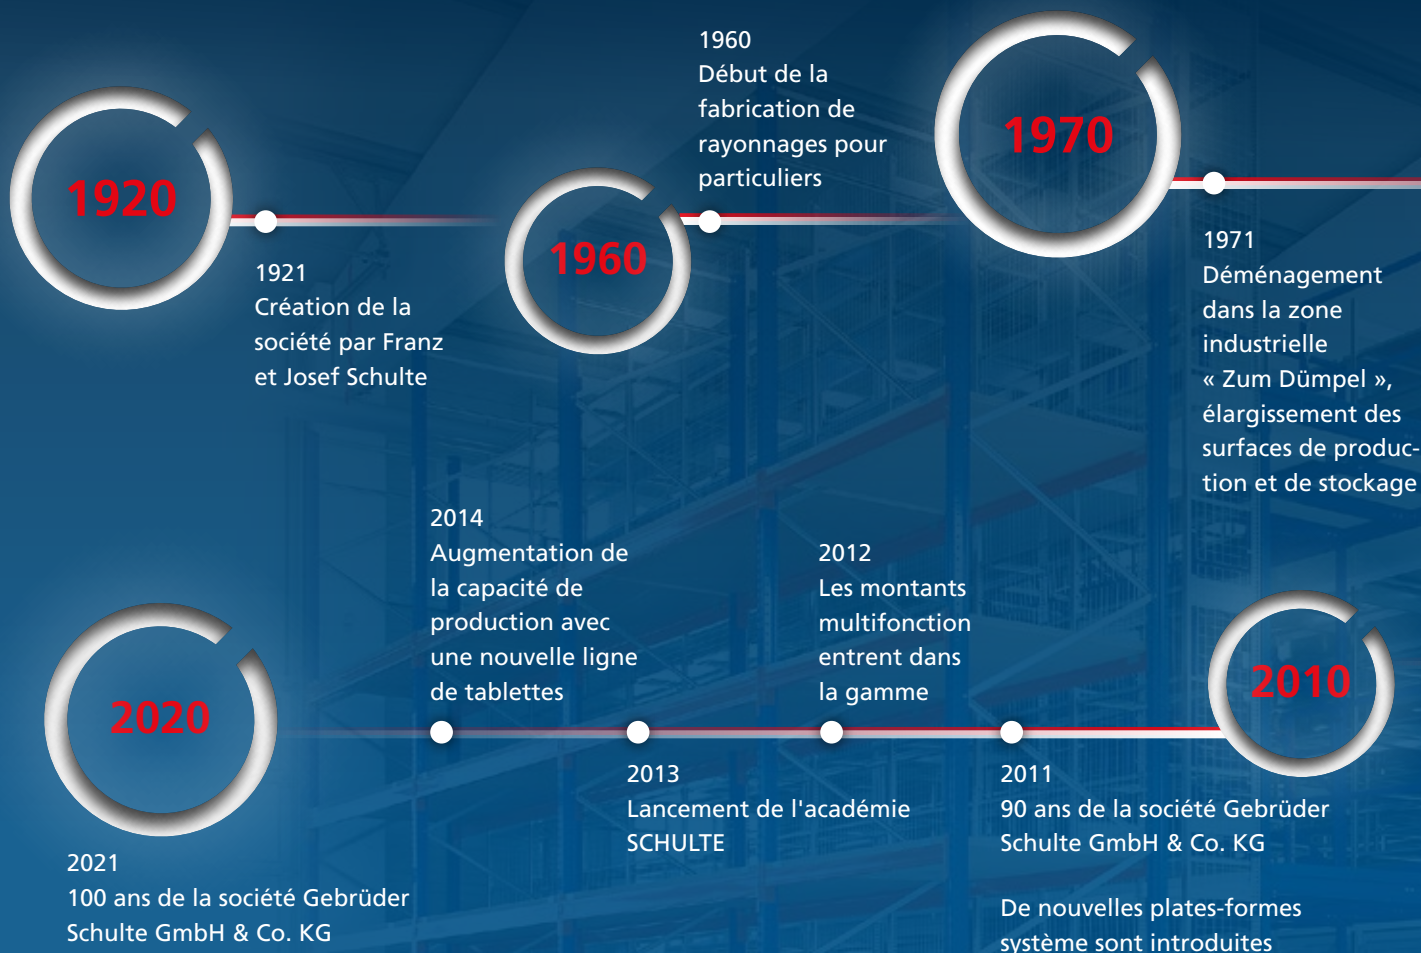 1920
1921
Création de la
société par Franz
et Josef Schulte
1960
1960
Début de la
fabrication de
rayonnages pour
particuliers
1970
1971
Déménagement
dans la zone
industrielle
« Zum Dümpel »,
élargissement des
surfaces de produc-
tion et de stockage
2010
2011
90 ans de la société Gebrüder
Schulte GmbH & Co. KG
De nouvelles plates-formes
système sont introduites
2012
Les montants
multifonction
entrent dans
la gamme
2013
Lancement de l'académie
SCHULTE
2014
Augmentation de
la capacité de
production avec
une nouvelle ligne
de tablettes
2020
2021
100 ans de la société Gebrüder
Schulte GmbH & Co. KG